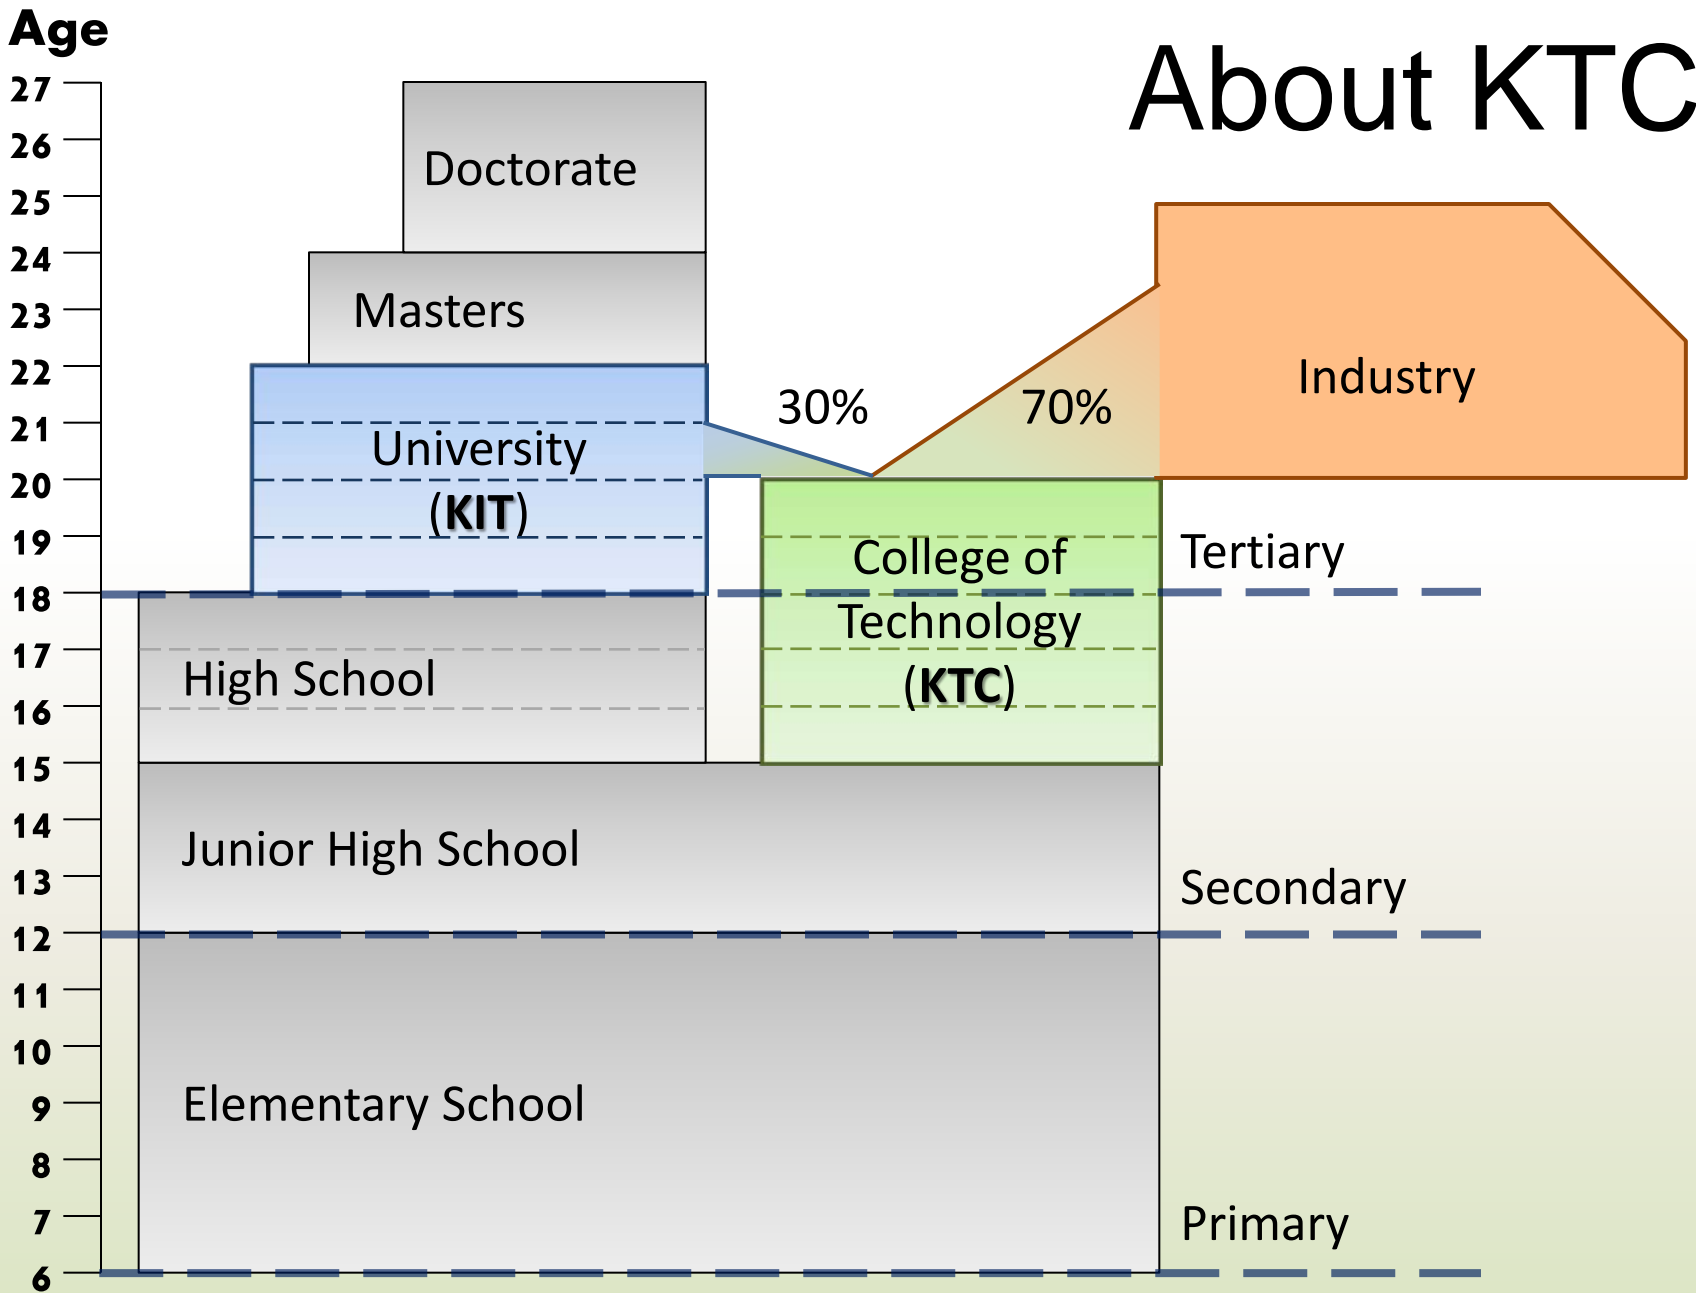 Age
About KTC
27
26
25
24
23
22
21
20
19
18
17
16
15
14
13
12
11
10
9
8
7
6
Doctorate
Masters
University
(KIT)
30%
70%
Industry
College of
Technology
(KTC)
Tertiary
High School
Junior High School
Secondary
Elementary School
Primary